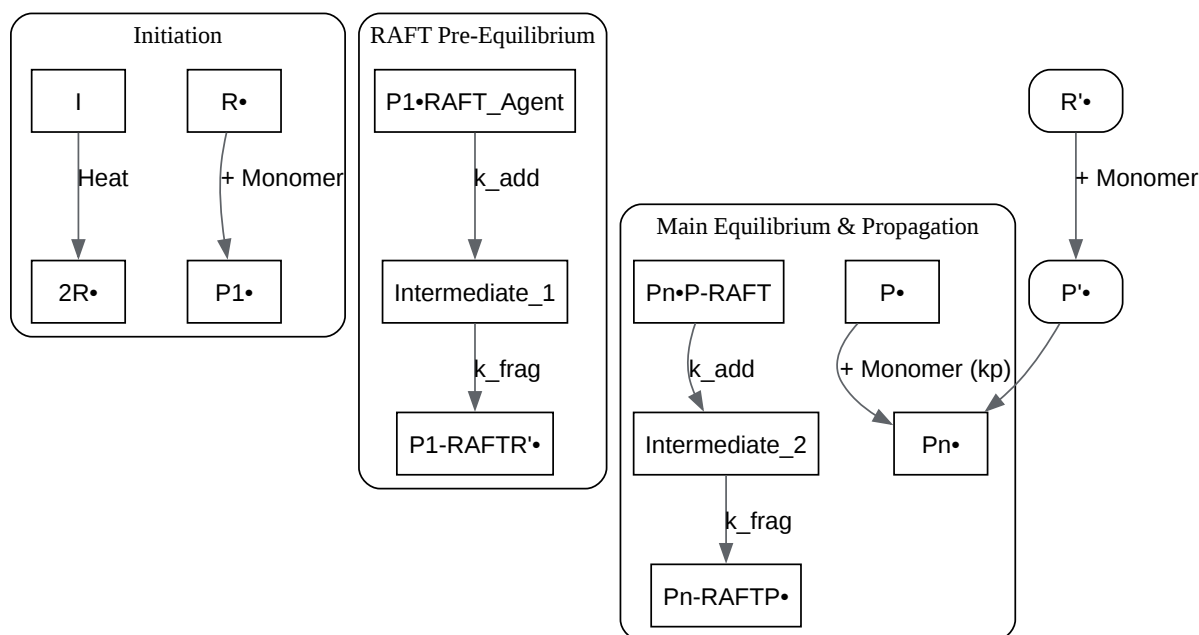 Initiation
I
R•
Heat
+ Monomer
2R•
P1•
RAFT Pre-Equilibrium
P1•RAFT_Agent
k_add
Intermediate_1
k_frag
P1-RAFTR'•
Main Equilibrium & Propagation
Pn•P-RAFT
P•
k_add
+ Monomer (kp)
Intermediate_2
Pn•
k_frag
Pn-RAFTP•
R'•
+ Monomer
P'•